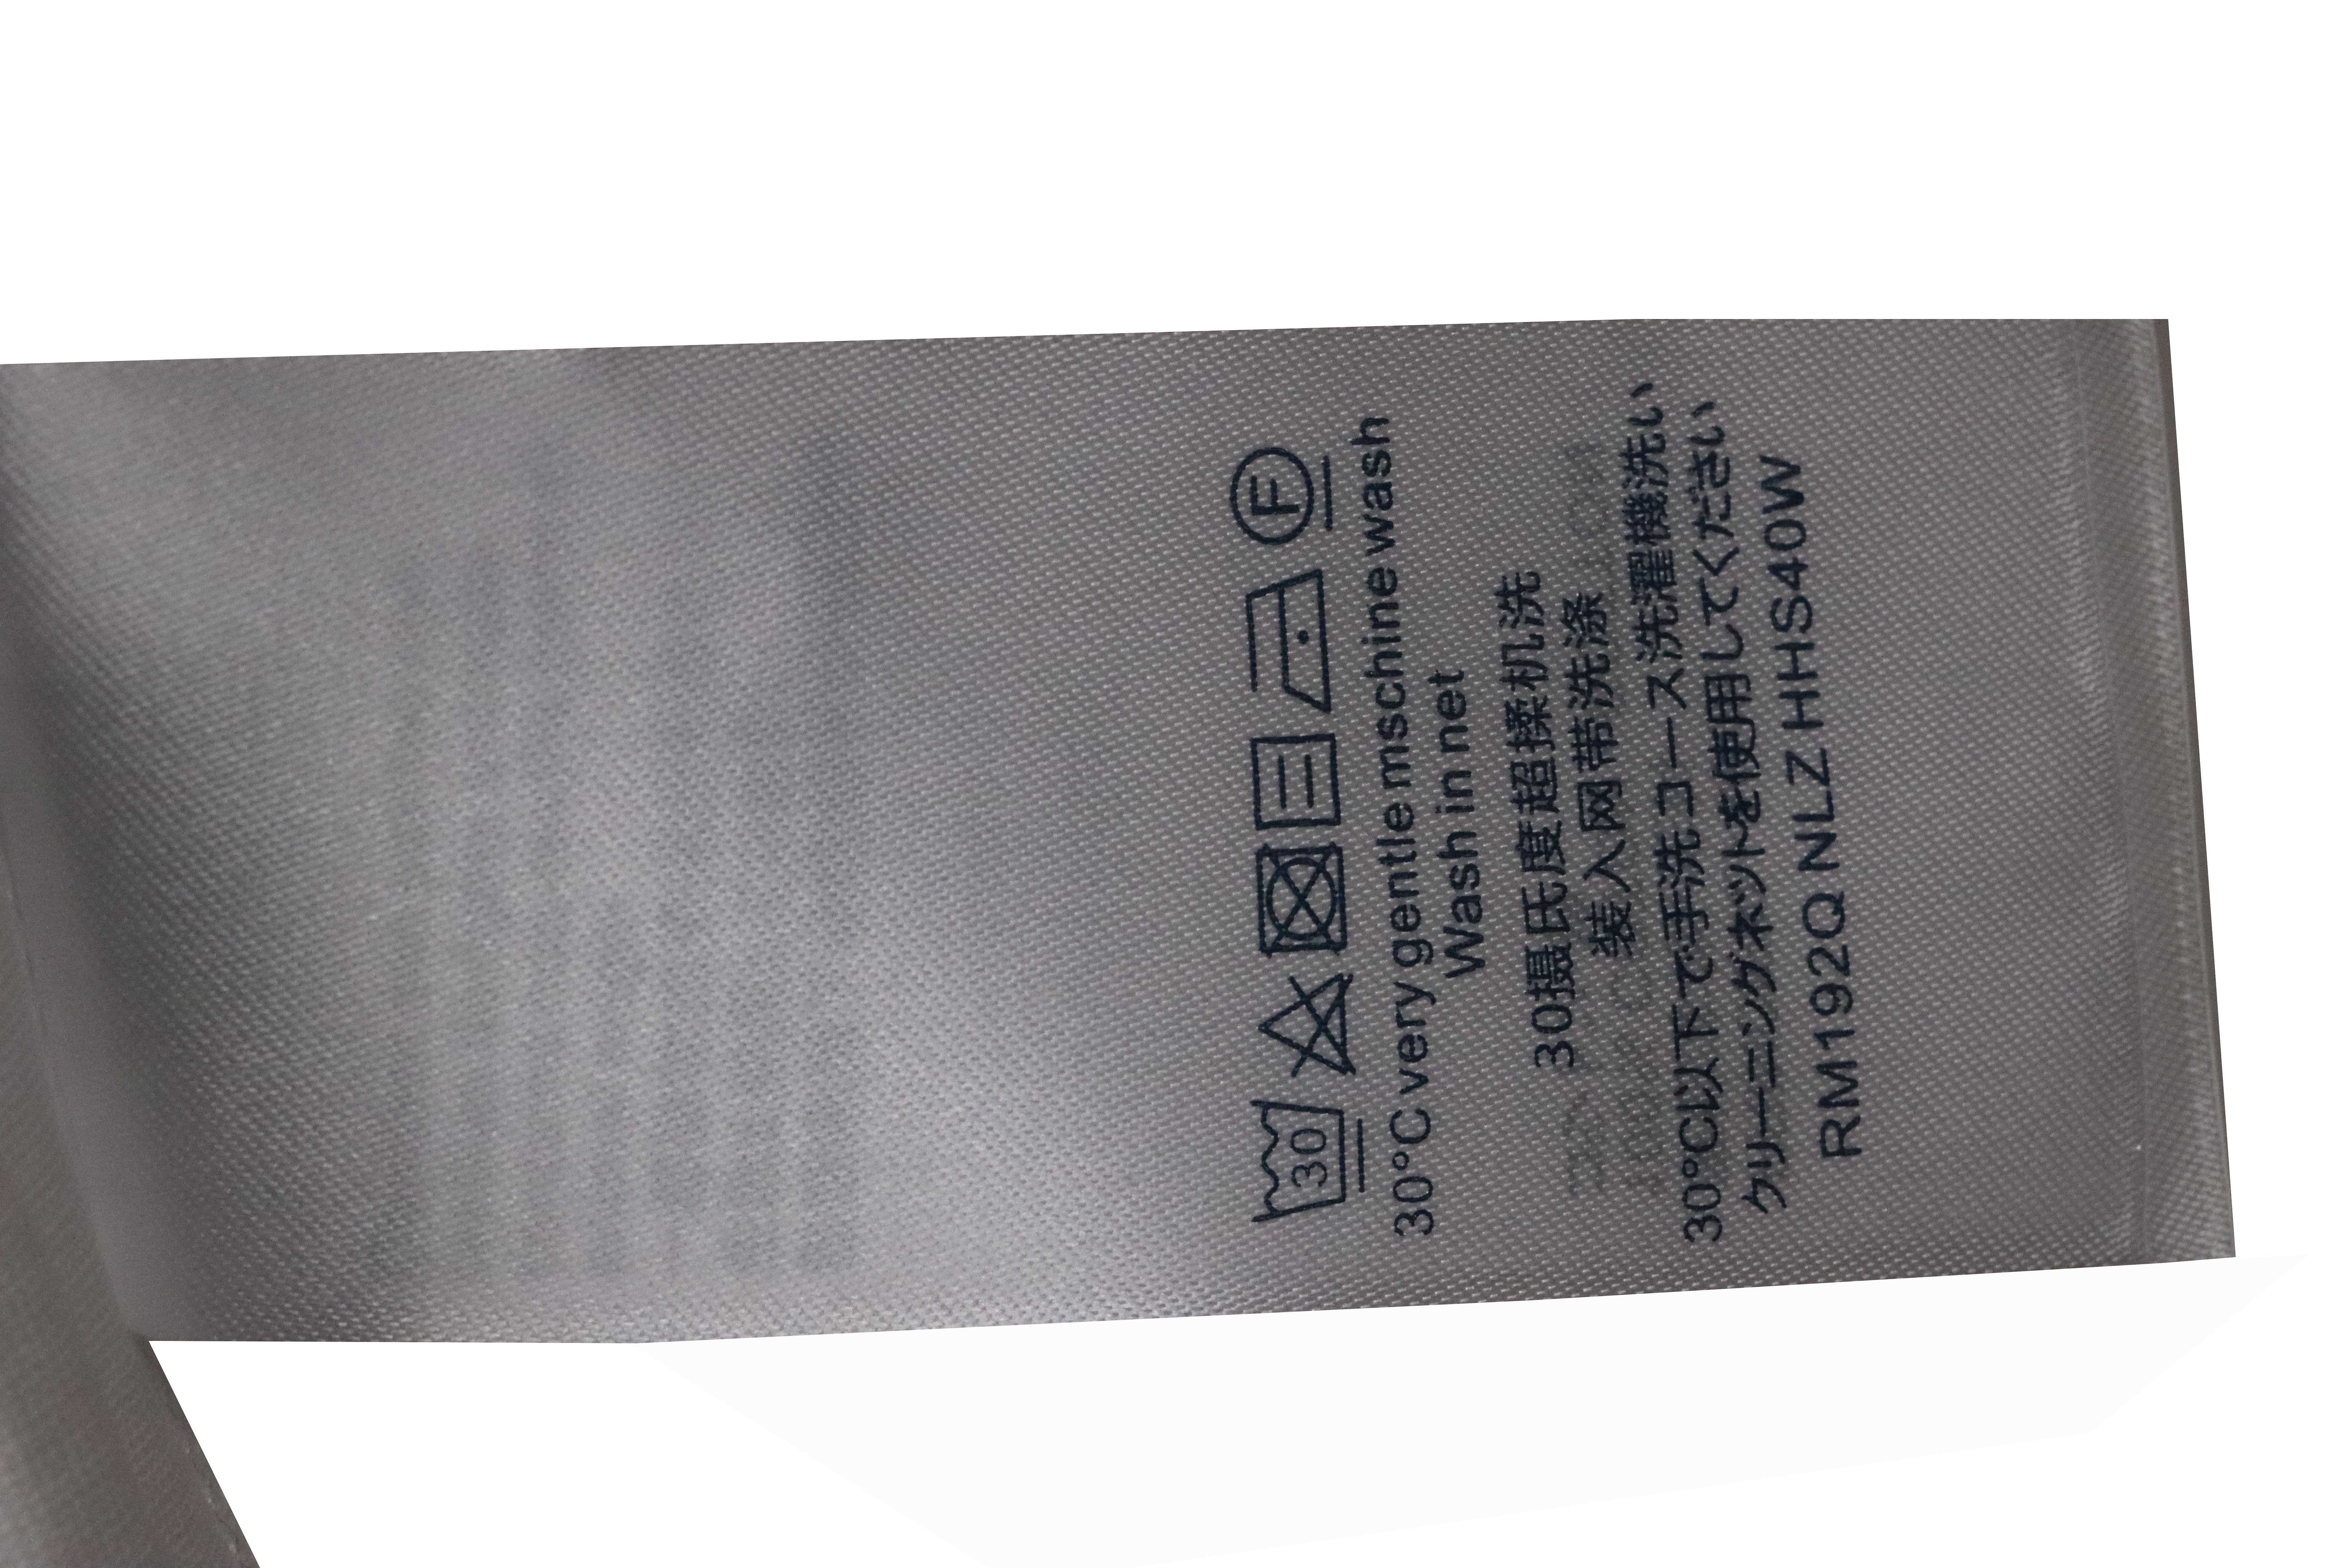 30
F
30°C very gentle mschine wash
Wash in net
30摄氏度超揉机洗
装入网带洗涤
30°C以下で手洗コース洗濯機洗い
クリーニングネットを使用してください
RM192Q NLZ HHS40W